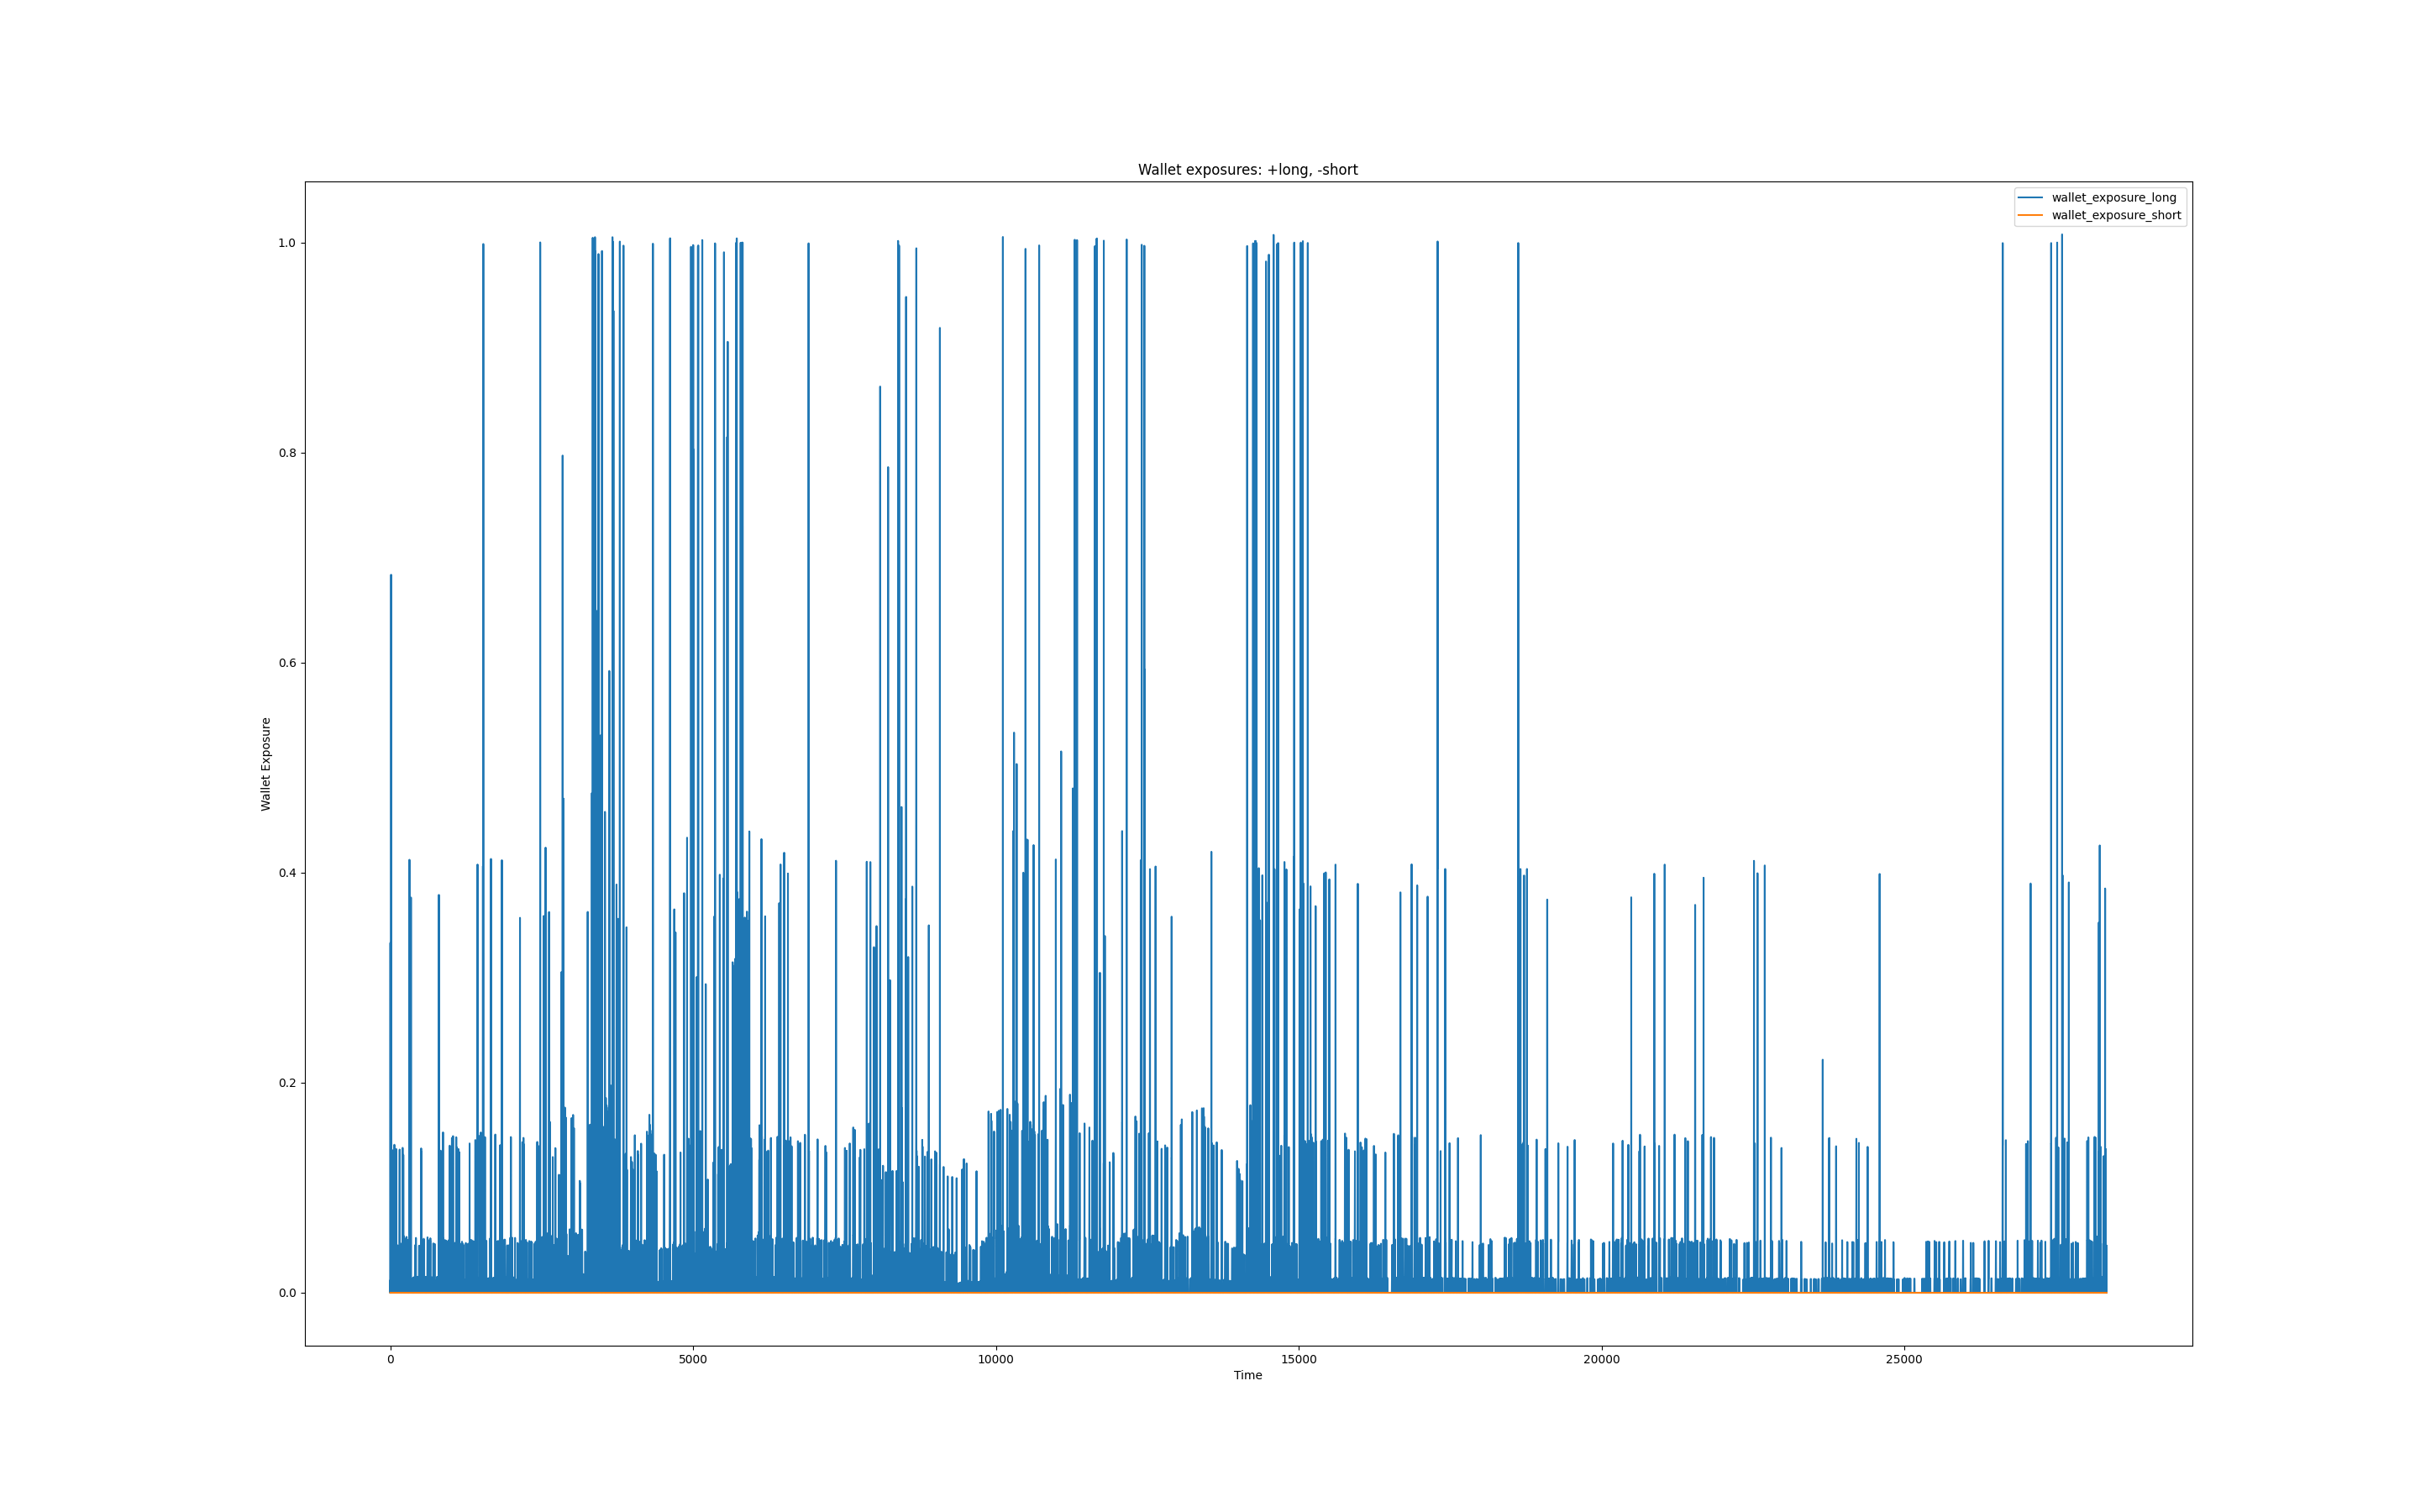 Wallet exposures: +long, -short
wallet_exposure_long
wallet_exposure_short
1.0
0.8
0.6
0.4
0.2
0.0
Wallet Exposure
0 5000 10000 15000 20000 25000
Time